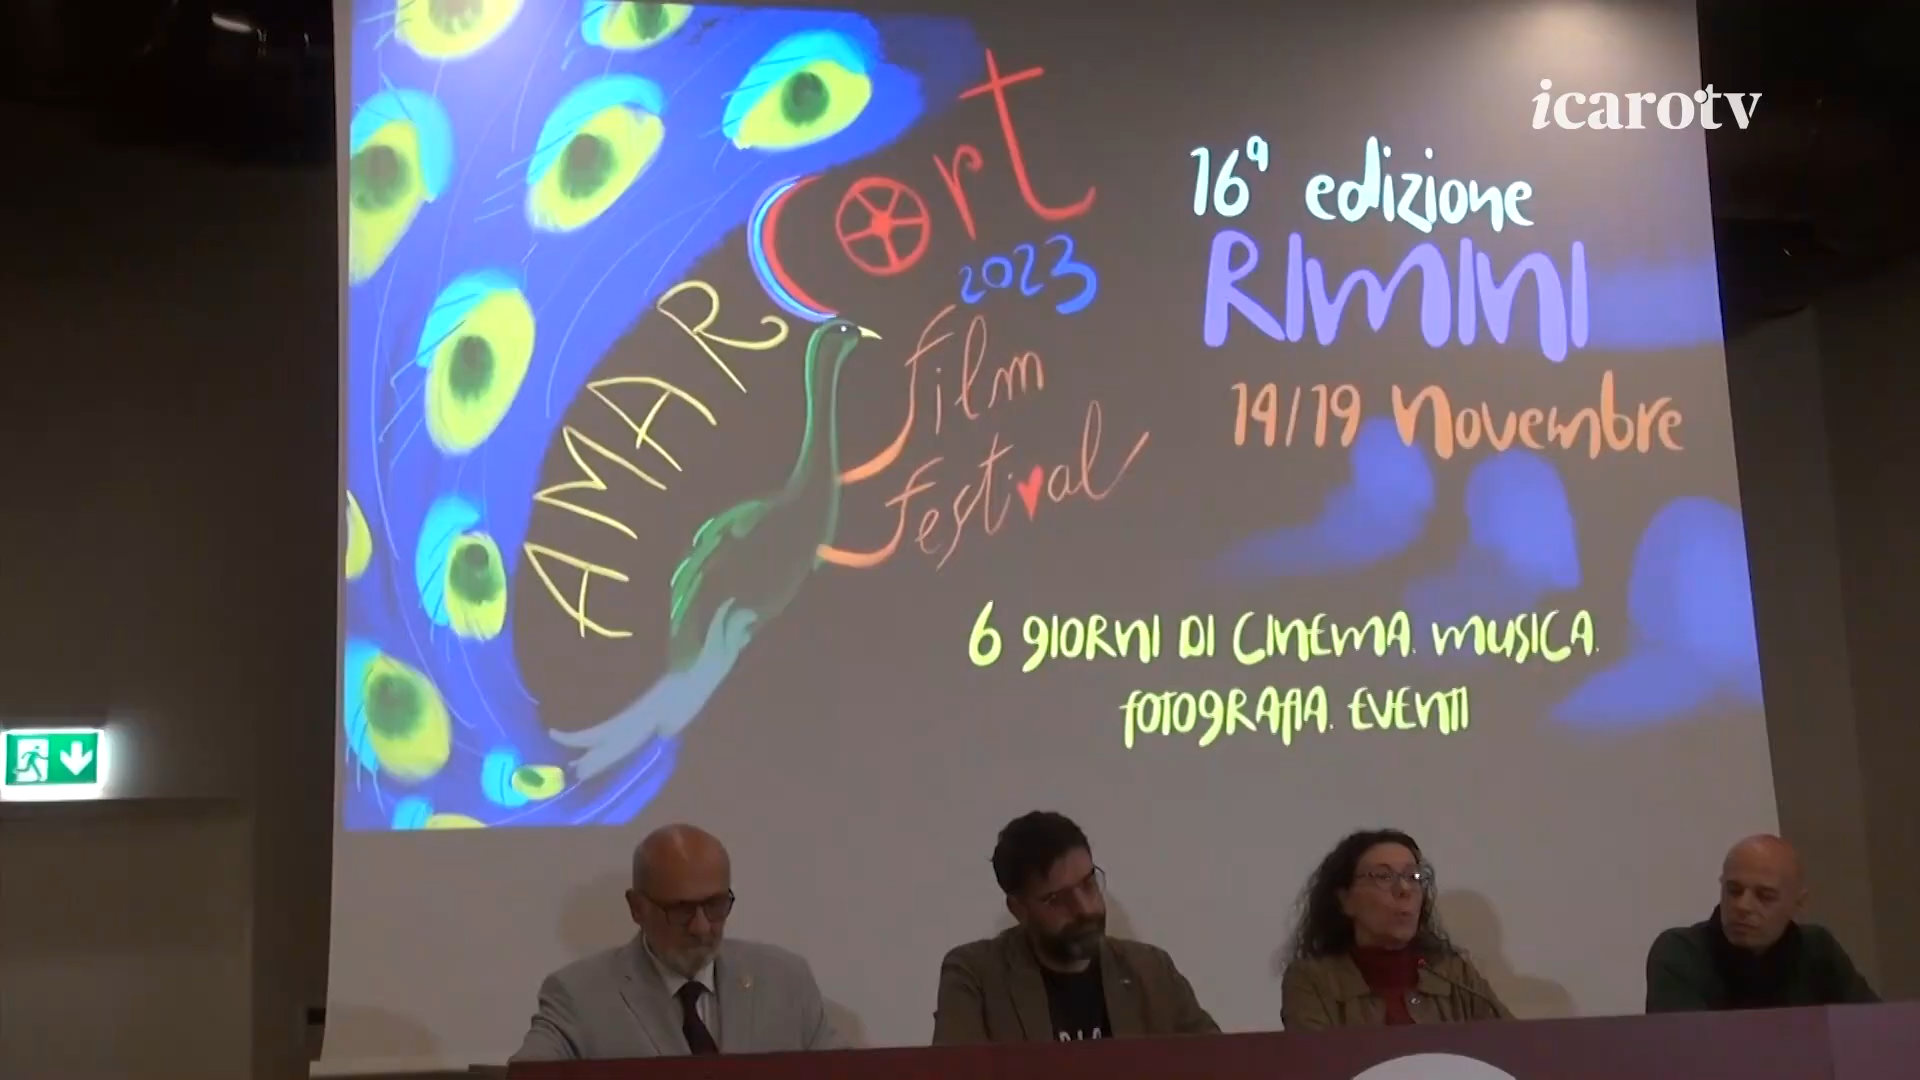 icarotv
AMARCort
2023
film
festival
16ª edizione
RIMINI
14/19 Novembre
6 GIORNI DI CINEMA. MUSICA.
FOTOGRAFIA. EVENTI